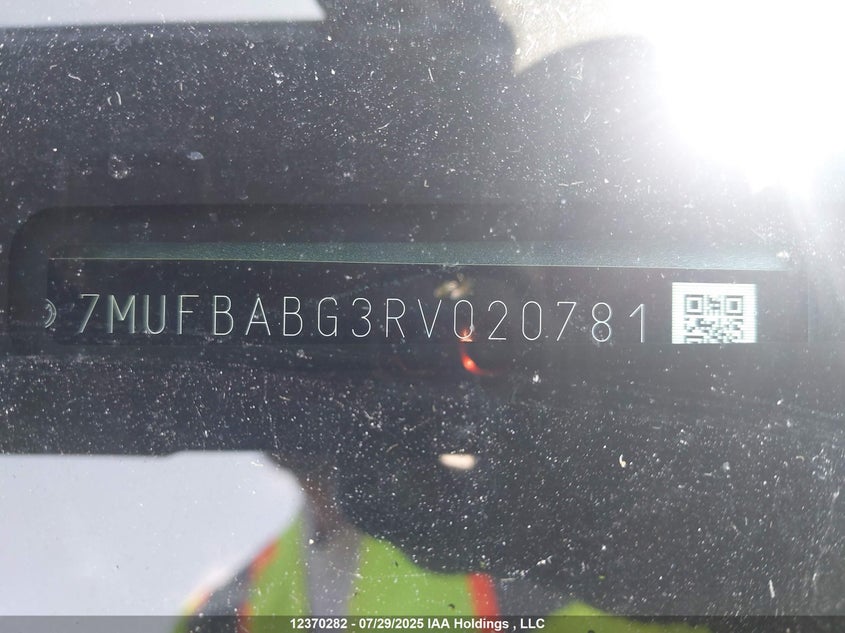 7MUFBABG3RV020781
12370282 - 07/29/2025 IAA Holdings , LLC